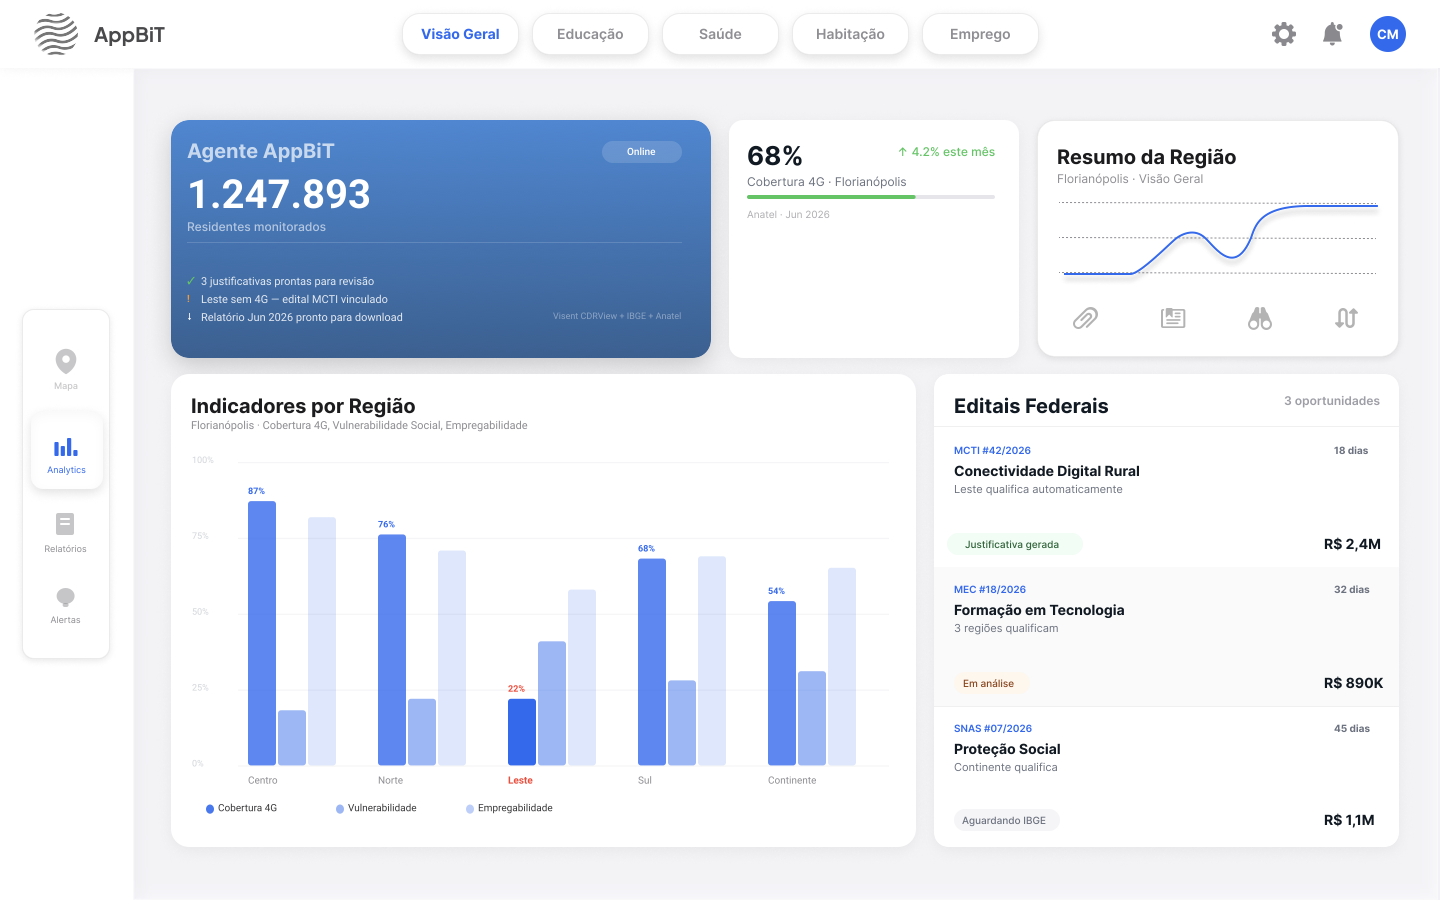 AppBiT
Visão Geral
Educação
Saúde
Habitação
Emprego
CM
Mapa
Analytics
Relatórios
Alertas
Agente AppBiT
Online
1.247.893
Residentes monitorados
✓ 3 justificativas prontas para revisão
! Leste sem 4G — edital MCTI vinculado
↓ Relatório Jun 2026 pronto para download
Visent CDRView + IBGE + Anatel
68%
↑ 4.2% este mês
Cobertura 4G · Florianópolis
Anatel · Jun 2026
Resumo da Região
Florianópolis · Visão Geral
Indicadores por Região
Florianópolis · Cobertura 4G, Vulnerabilidade Social, Empregabilidade
100%
75%
50%
25%
0%
87%
76%
22%
68%
54%
Centro
Norte
Leste
Sul
Continente
Cobertura 4G
Vulnerabilidade
Empregabilidade
Editais Federais
3 oportunidades
MCTI #42/2026
18 dias
Conectividade Digital Rural
Leste qualifica automaticamente
Justificativa gerada
R$ 2,4M
MEC #18/2026
32 dias
Formação em Tecnologia
3 regiões qualificam
Em análise
R$ 890K
SNAS #07/2026
45 dias
Proteção Social
Continente qualifica
Aguardando IBGE
R$ 1,1M